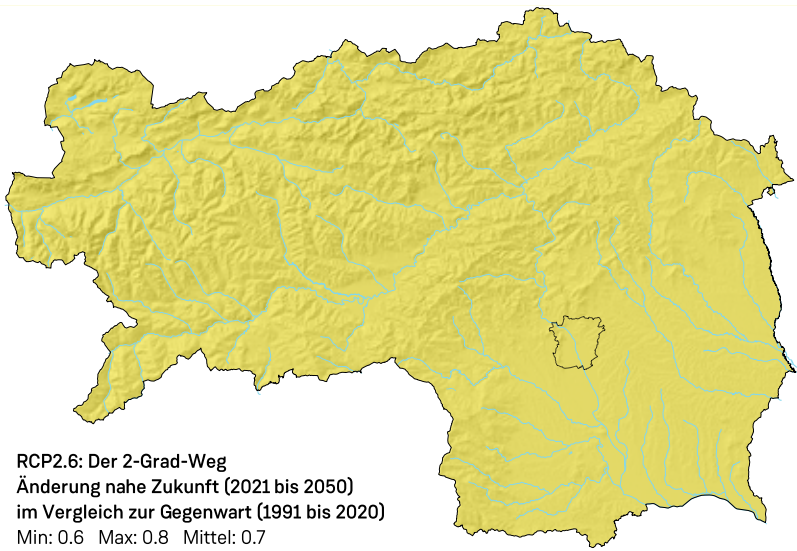 RCP2.6: Der 2-Grad-Weg
Änderung nahe Zukunft (2021 bis 2050)
im Vergleich zur Gegenwart (1991 bis 2020)
Min: 0.6 Max: 0.8 Mittel: 0.7